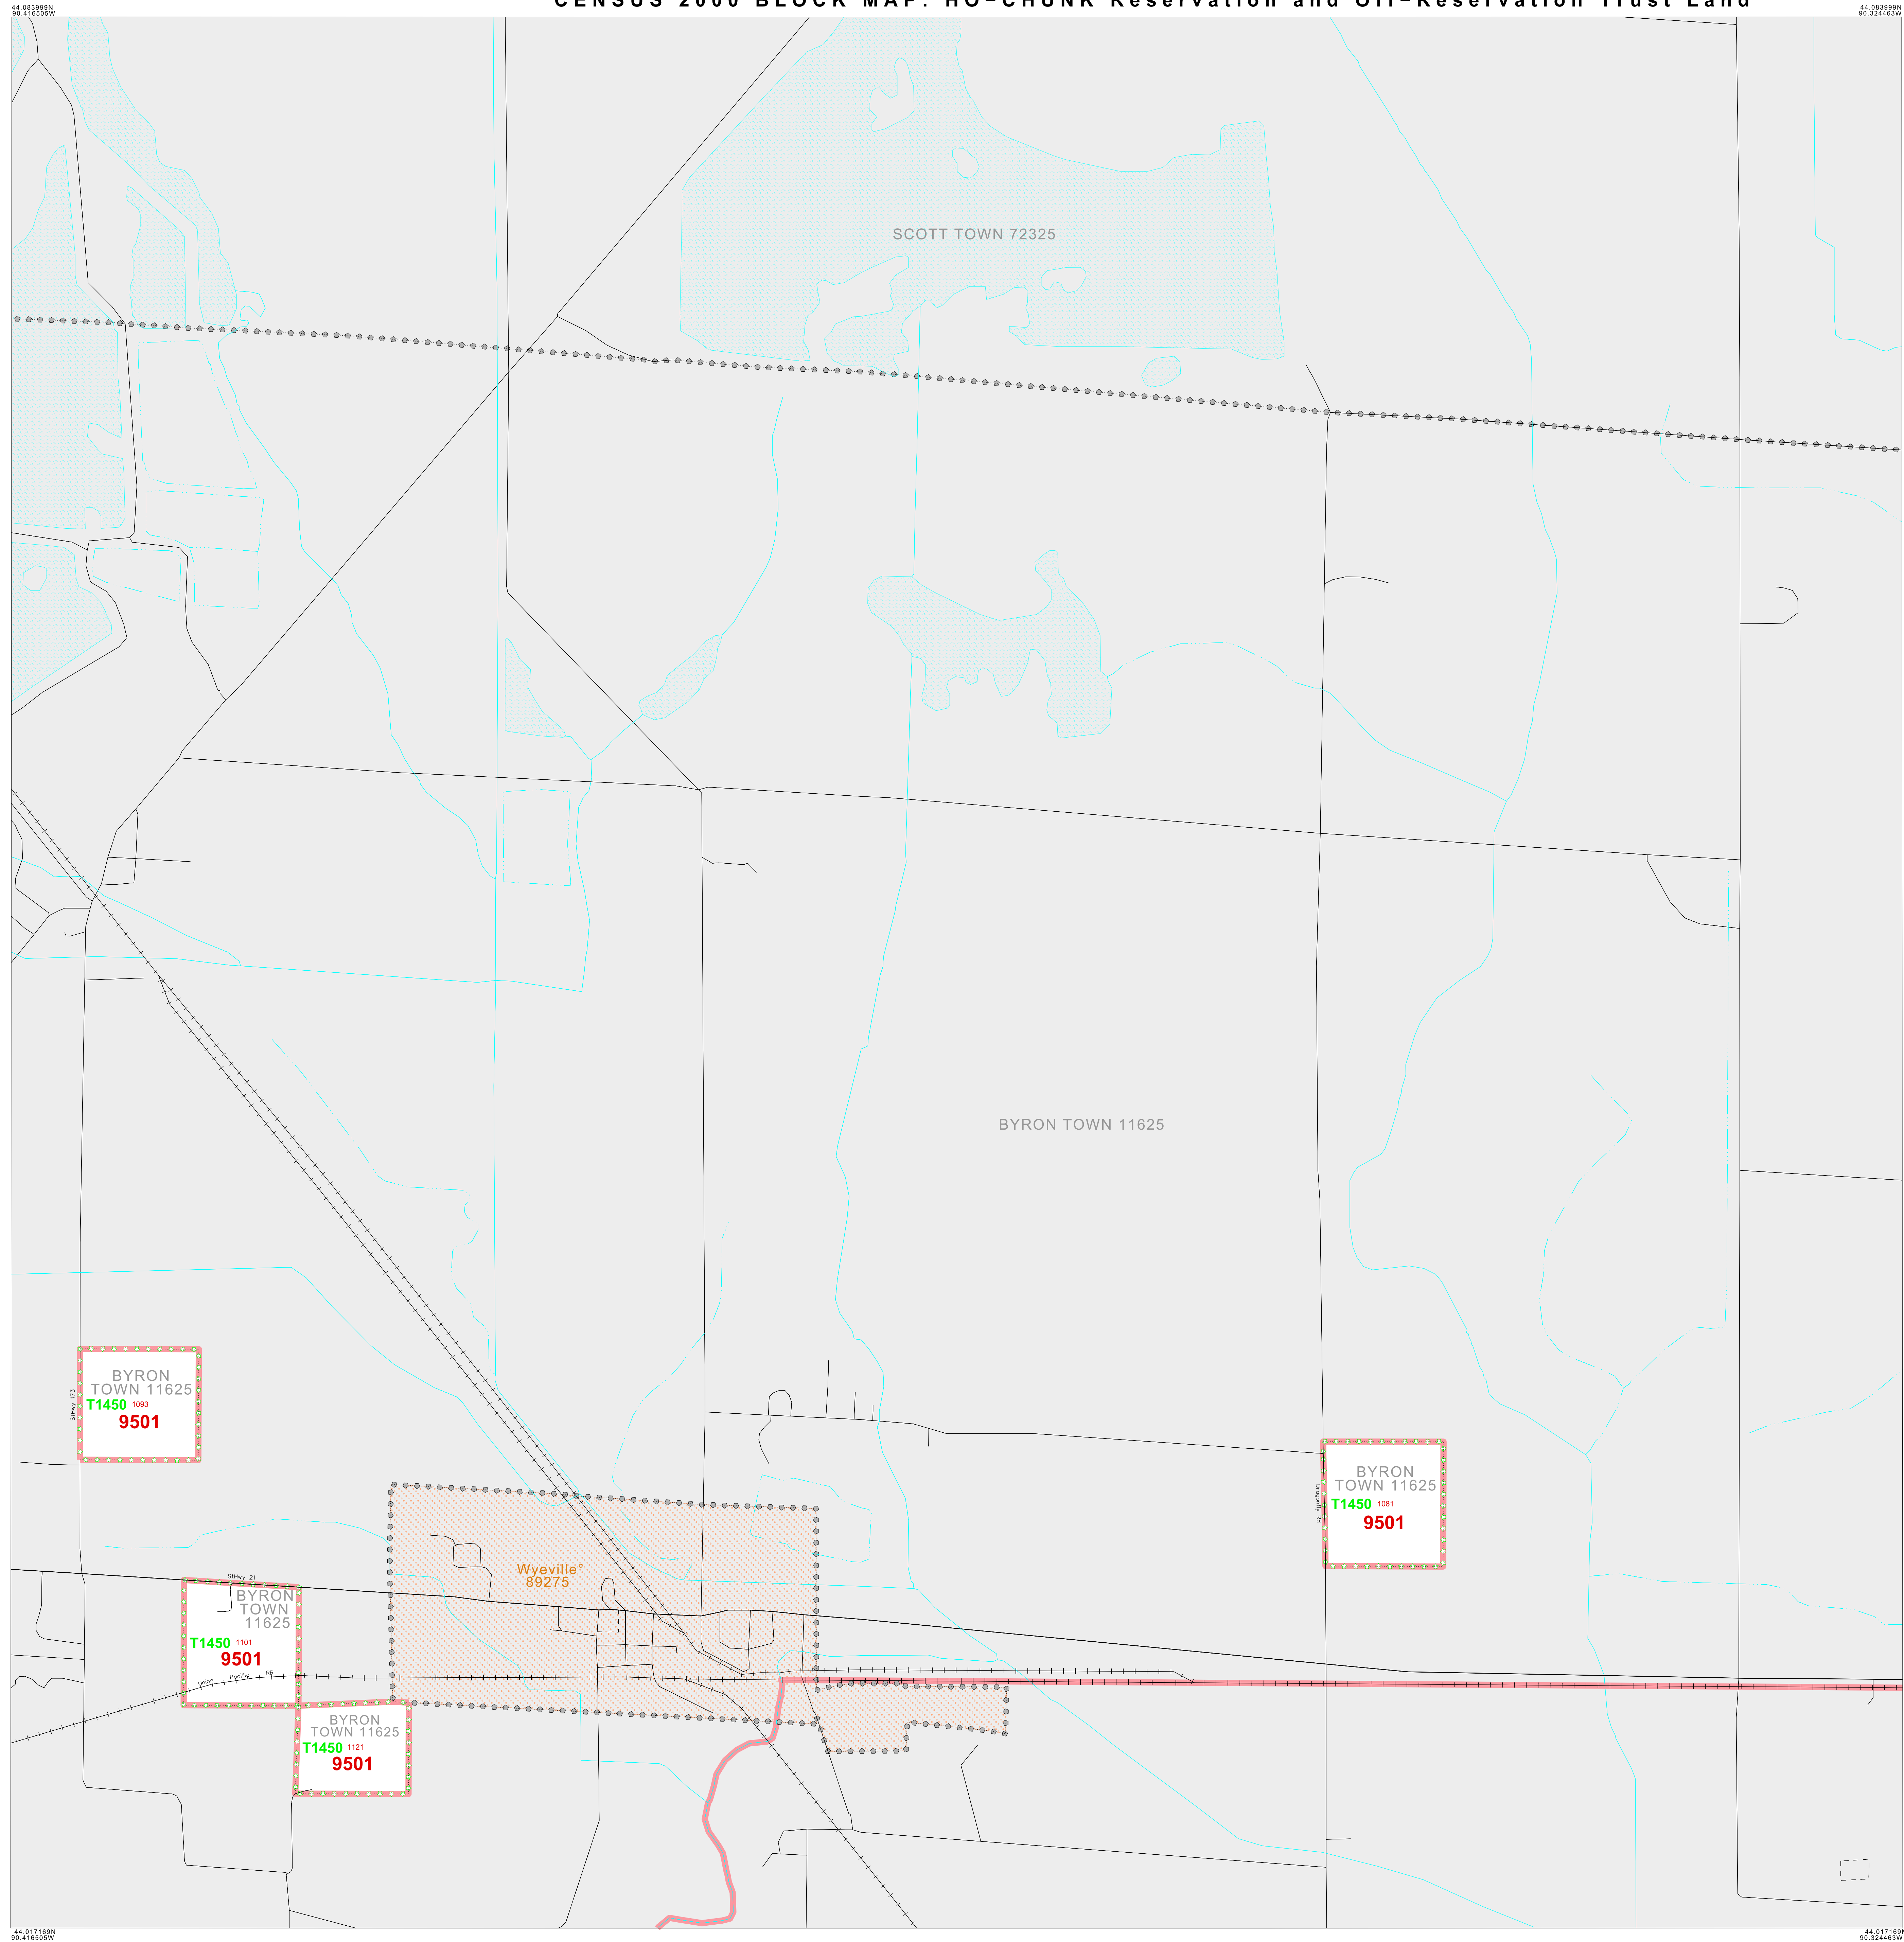 CENSUS 2000 BLOCK MAP: HO-CHUNK Reservation and Off-Reservation Trust Land
44.083999N
90.416505W
44.083999N
90.324463W
SCOTT TOWN 72325
BYRON TOWN 11625
StHwy 173
BYRON
TOWN 11625
T1450 1093
9501
Dragonfly Rd
BYRON
TOWN 11625
T1450 1081
9501
Wyeville°
89275
StHwy 21
BYRON
TOWN
11625
T1450 1101
9501
Union Pacific RR
BYRON
TOWN 11625
T1450 1121
9501
44.017169N
90.416505W
44.017169N
90.324463W